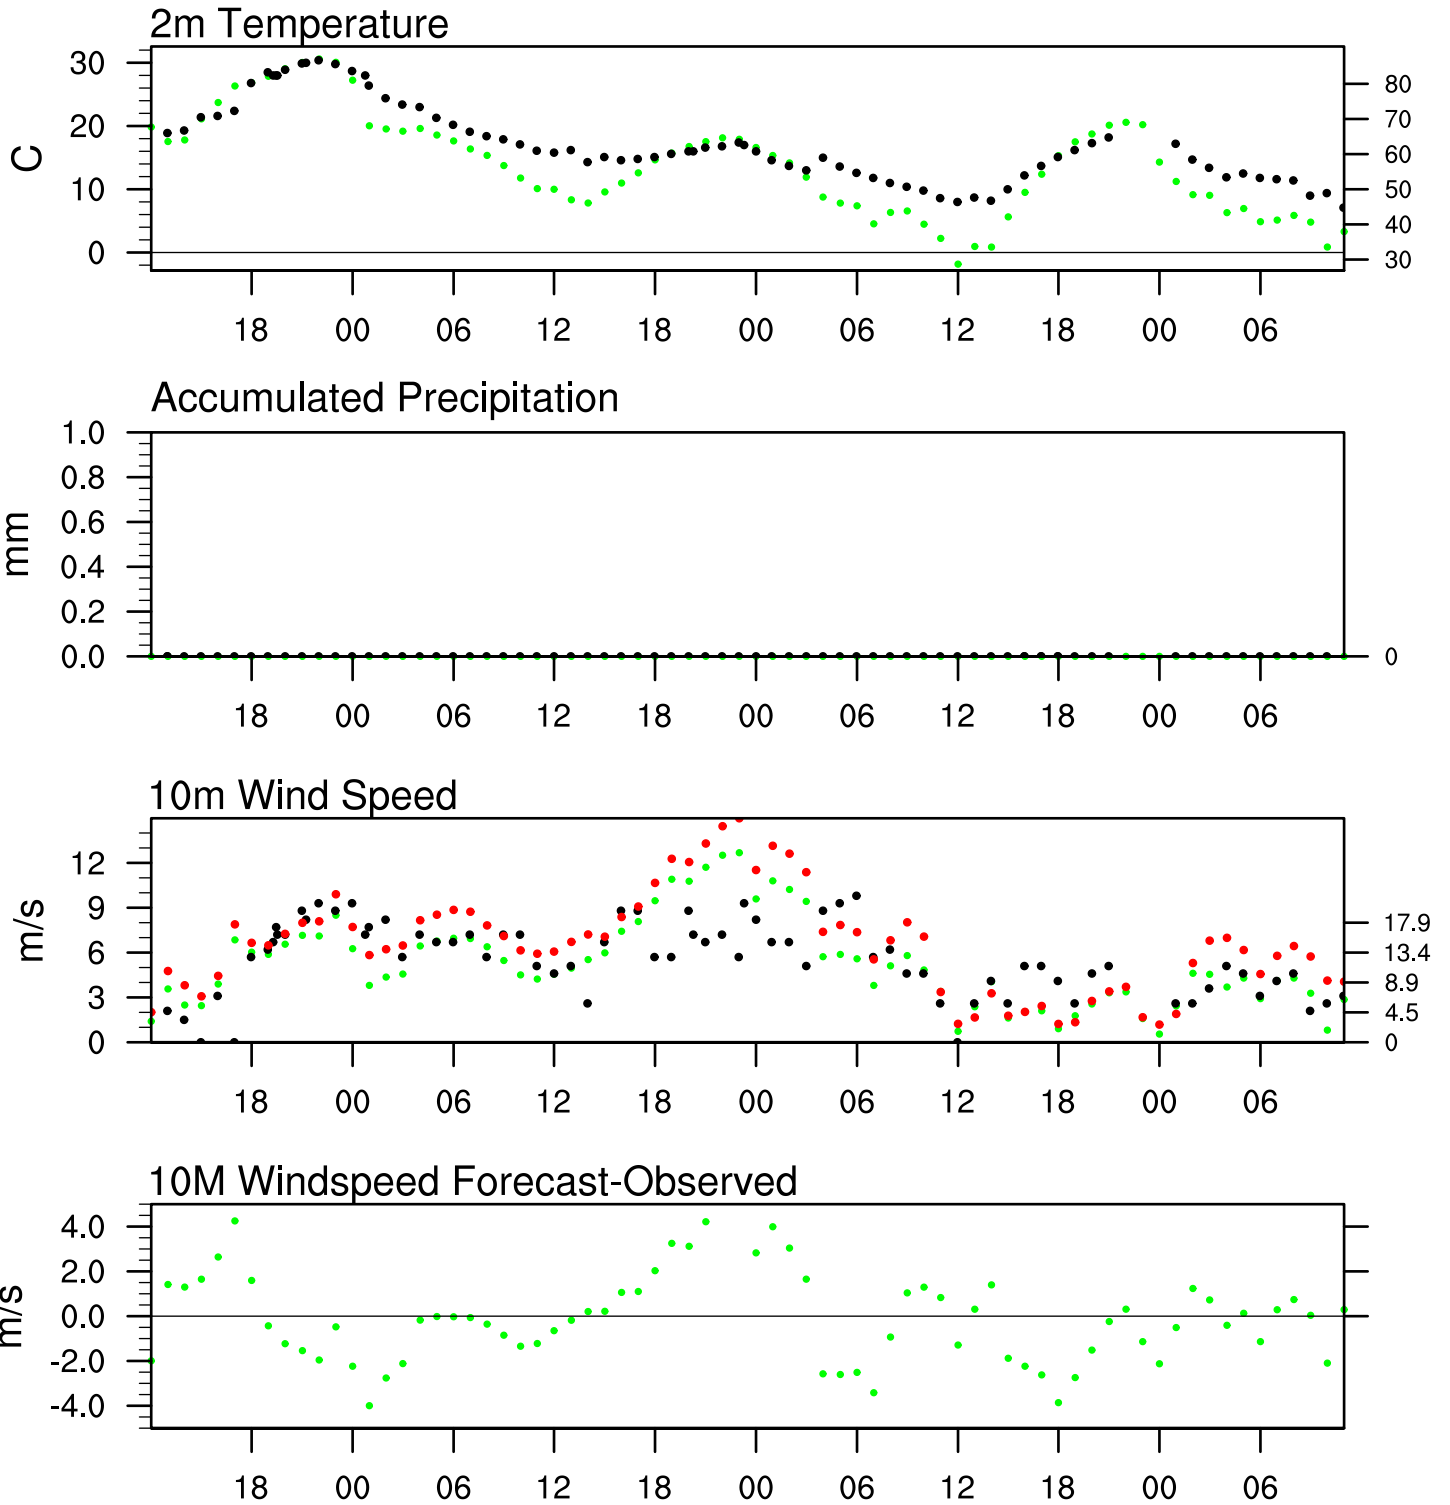 2m Temperature
30
20
10
0
C
80
70
60
50
40
30
18 00 06 12 18 00 06 12 18 00 06
Accumulated Precipitation
1.0
0.8
0.6
0.4
0.2
0.0
mm
0
18 00 06 12 18 00 06 12 18 00 06
10m Wind Speed
12
9
6
3
0
m/s
17.9
13.4
8.9
4.5
0
18 00 06 12 18 00 06 12 18 00 06
10M Windspeed Forecast-Observed
4.0
2.0
0.0
-2.0
-4.0
m/s
18 00 06 12 18 00 06 12 18 00 06